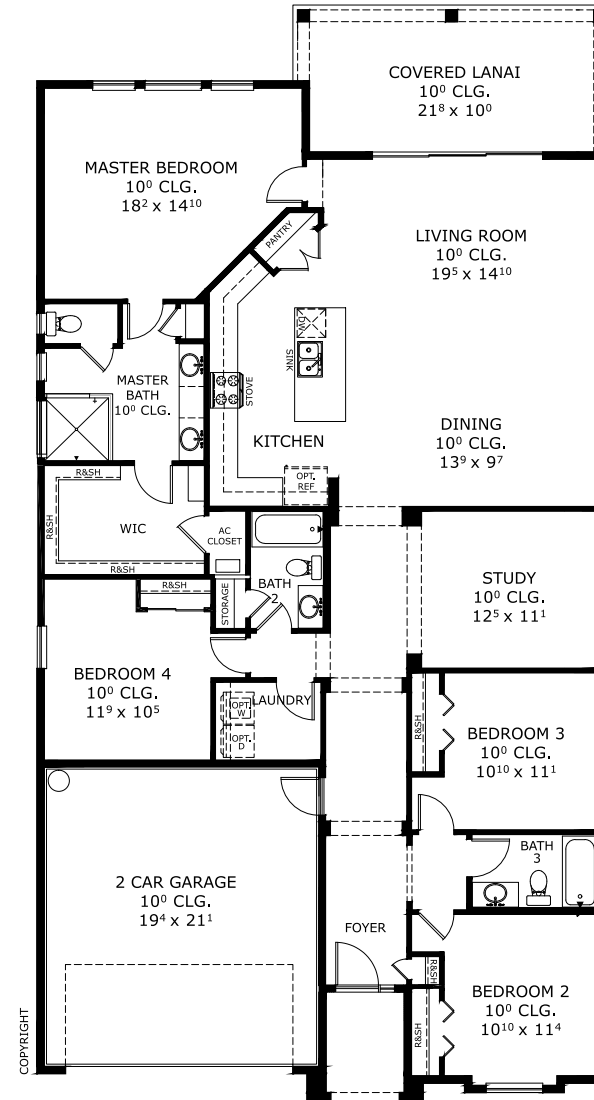 COVERED LANAI
10⁰ CLG.
21⁸ x 10⁰
MASTER BEDROOM
10⁰ CLG.
18² x 14¹⁰
PANTRY
LIVING ROOM
10⁰ CLG.
19⁵ x 14¹⁰
DW
SINK
STOVE
MASTER
BATH
10⁰ CLG.
KITCHEN
DINING
10⁰ CLG.
13⁹ x 9⁷
OPT.
REF
R&SH
R&SH
WIC
R&SH
AC
CLOSET
R&SH
STORAGE
BATH
2
STUDY
10⁰ CLG.
12⁵ x 11¹
BEDROOM 4
10⁰ CLG.
11⁹ x 10⁵
LAUNDRY
OPT.
W
OPT.
D
R&SH
BEDROOM 3
10⁰ CLG.
10¹⁰ x 11¹
BATH
3
2 CAR GARAGE
10⁰ CLG.
19⁴ x 21¹
FOYER
R&SH
R&SH
BEDROOM 2
10⁰ CLG.
10¹⁰ x 11⁴
COPYRIGHT